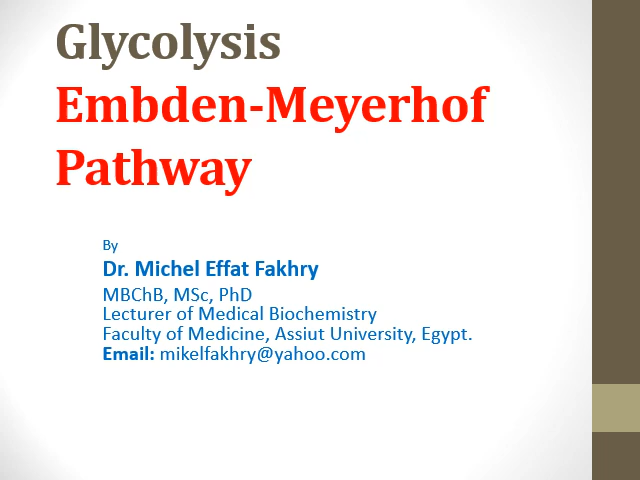 Glycolysis
Embden-Meyerhof
Pathway
By
Dr. Michel Effat Fakhry
MBChB, MSc, PhD
Lecturer of Medical Biochemistry
Faculty of Medicine, Assiut University, Egypt.
Email: mikelfakhry@yahoo.com